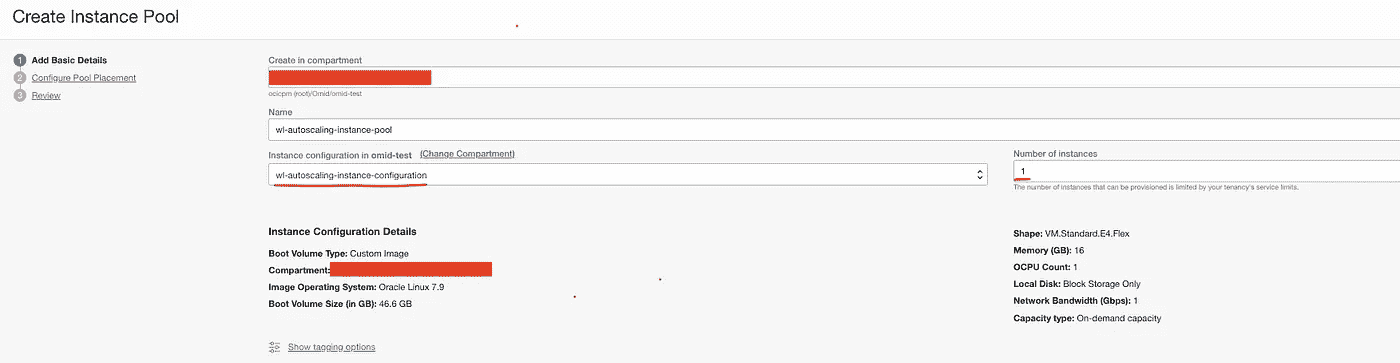 Create Instance Pool
1 Add Basic Details
2 Configure Pool Placement
3 Review
Create in compartment
ocicpm (root)/Omid/omid-test
Name
wl-autoscaling-instance-pool
Instance configuration in omid-test (Change Compartment)
wl-autoscaling-instance-configuration
Number of instances
1
The number of instances that can be provisioned is limited by your tenancy's service limits.
Instance Configuration Details
Boot Volume Type: Custom Image
Compartment:
Image Operating System: Oracle Linux 7.9
Boot Volume Size (in GB): 46.6 GB
Shape: VM.Standard.E4.Flex
Memory (GB): 16
OCPU Count: 1
Local Disk: Block Storage Only
Network Bandwidth (Gbps): 1
Capacity type: On-demand capacity
Show tagging options